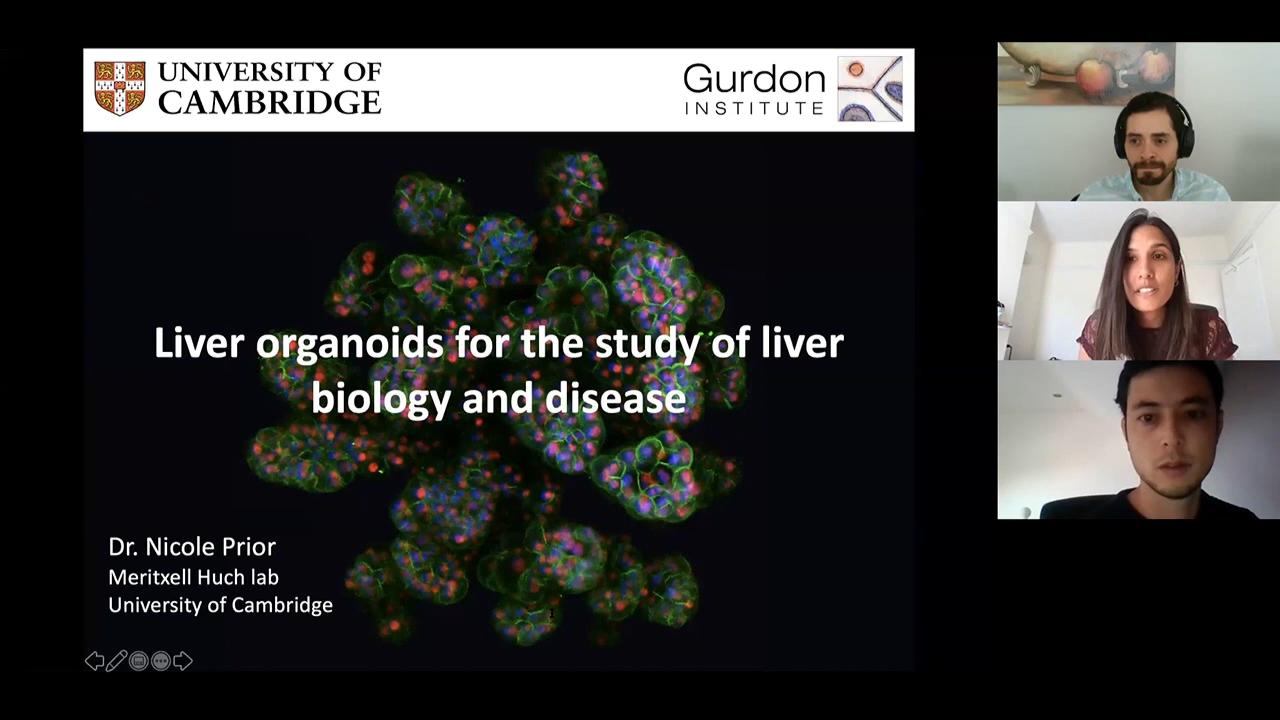 UNIVERSITY OF
CAMBRIDGE
Gurdon
INSTITUTE
Liver organoids for the study of liver
biology and disease
Dr. Nicole Prior
Meritxell Huch lab
University of Cambridge